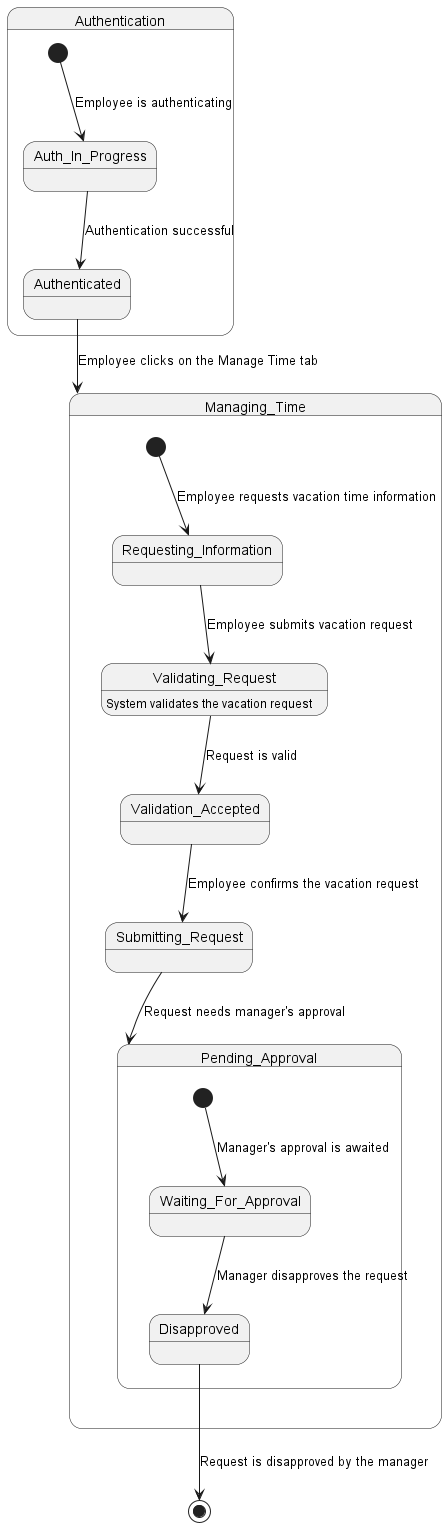 Authentication
Employee is authenticating
Auth_In_Progress
Authentication successful
Authenticated
Employee clicks on the Manage Time tab
Managing_Time
Employee requests vacation time information
Requesting_Information
Employee submits vacation request
Validating_Request
System validates the vacation request
Request is valid
Validation_Accepted
Employee confirms the vacation request
Submitting_Request
Request needs manager's approval
Pending_Approval
Manager's approval is awaited
Waiting_For_Approval
Manager disapproves the request
Disapproved
Request is disapproved by the manager